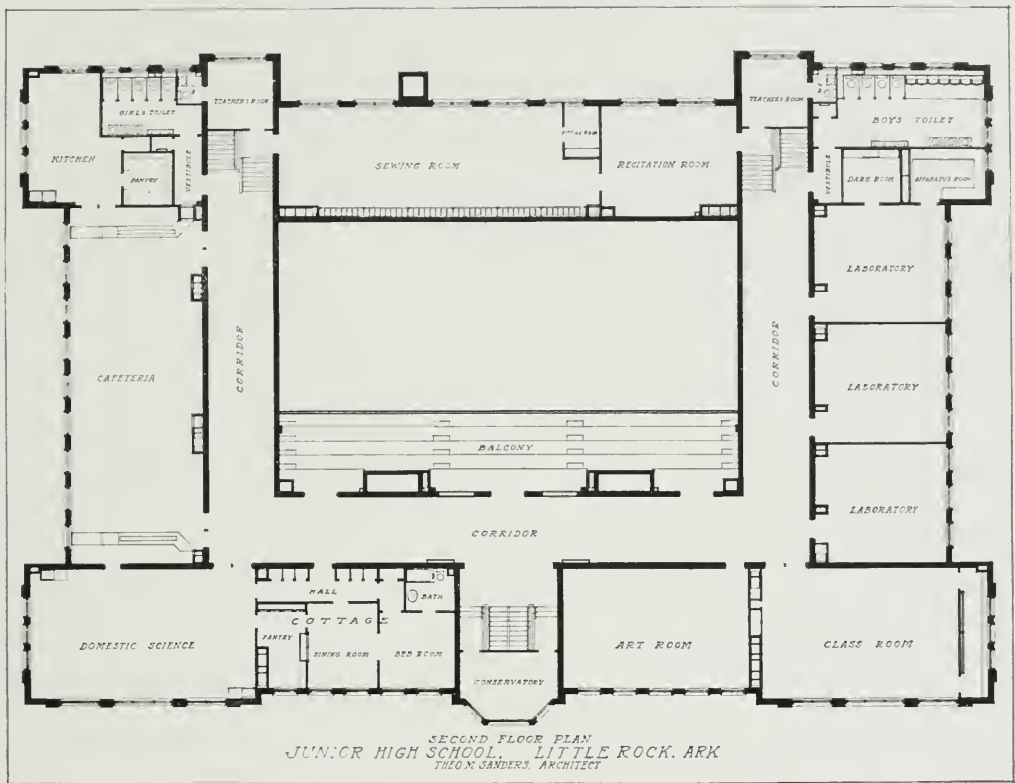 TEACHERS ROOM
TEACHERS ROOM
GIRLS TOILET
BOYS TOILET
KITCHEN
SEWING ROOM
FITTING ROOM
RECITATION ROOM
PANTRY
VESTIBULE
VESTIBULE
DARK ROOM
APPARATUS ROOM
LABORATORY
CORRIDOR
CORRIDOR
CAFETERIA
LABORATORY
BALCONY
LABORATORY
CORRIDOR
HALL
BATH
COTTAGE
PANTRY
DOMESTIC SCIENCE
DINING ROOM
BED ROOM
ART ROOM
CLASS ROOM
CONSERVATORY
SECOND FLOOR PLAN
JUNIOR HIGH SCHOOL, LITTLE ROCK, ARK
THEO M. SANDERS, ARCHITECT